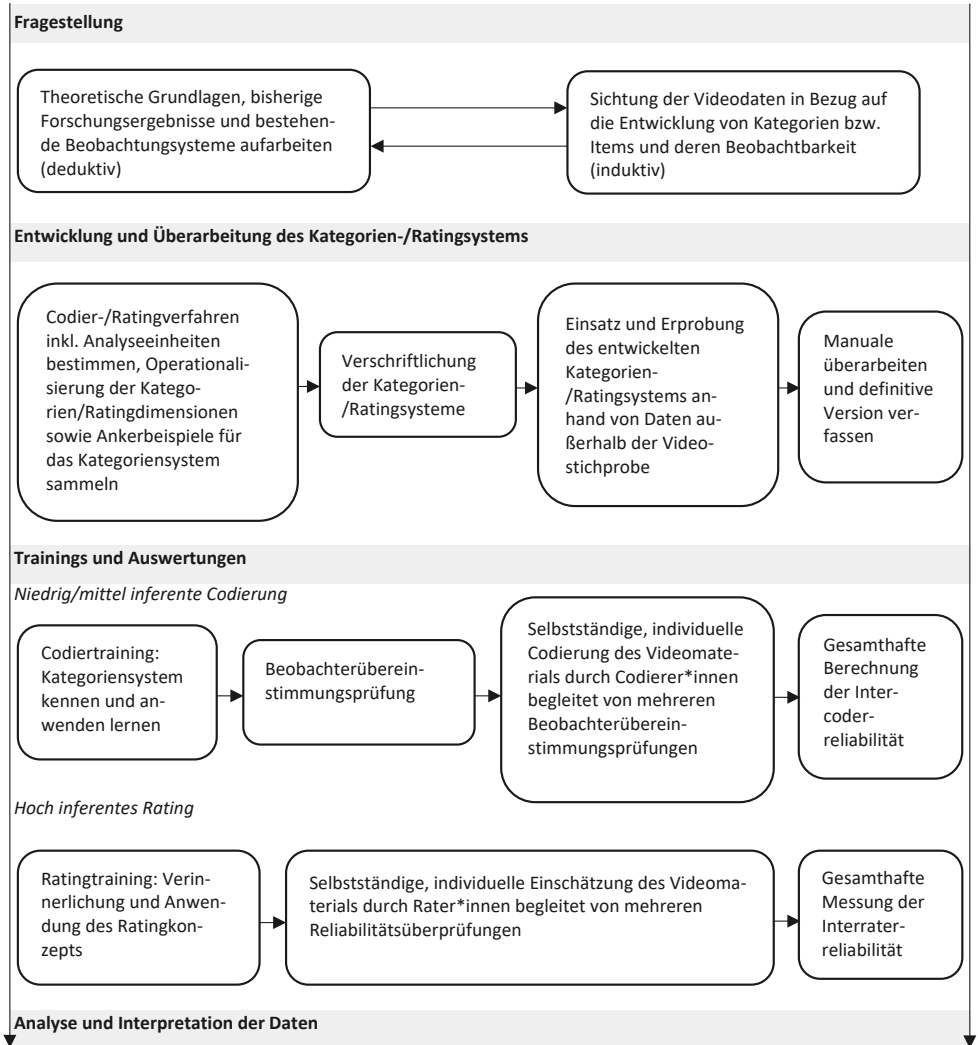 Fragestellung
Theoretische Grundlagen, bisherige
Forschungsergebnisse und bestehen-
de Beobachtungsysteme aufarbeiten
(deduktiv)
Sichtung der Videodaten in Bezug auf
die Entwicklung von Kategorien bzw.
Items und deren Beobachtbarkeit
(induktiv)
Entwicklung und Überarbeitung des Kategorien-/Ratingsystems
Codier-/Ratingverfahren
inkl. Analyseeinheiten
bestimmen, Operationali-
sierung der Katego-
rien/Ratingdimensionen
sowie Ankerbeispiele für
das Kategoriensystem
sammeln
Verschriftlichung
der Kategorien-
/Ratingsysteme
Einsatz und Erprobung
des entwickelten
Kategorien-
/Ratingsystems an-
hand von Daten au-
ßerhalb der Video-
stichprobe
Manuale
überarbeiten
und definitive
Version ver-
fassen
Trainings und Auswertungen
Niedrig/mittel inferente Codierung
Codiertraining:
Kategoriensystem
kennen und an-
wenden lernen
Beobachterüberein-
stimmungsprüfung
Selbstständige, individuelle
Codierung des Videomate-
rials durch Codierer*innen
begleitet von mehreren
Beobachterüberein-
stimmungsprüfungen
Gesamthafte
Berechnung
der Inter-
coder-
reliabilität
Hoch inferentes Rating
Ratingtraining: Verin-
nerlichung und Anwen-
dung des Ratingkon-
zepts
Selbstständige, individuelle Einschätzung des Videoma-
terials durch Rater*innen begleitet von mehreren
Reliabilitätsüberprüfungen
Gesamthafte
Messung der
Interrater-
reliabilität
Analyse und Interpretation der Daten